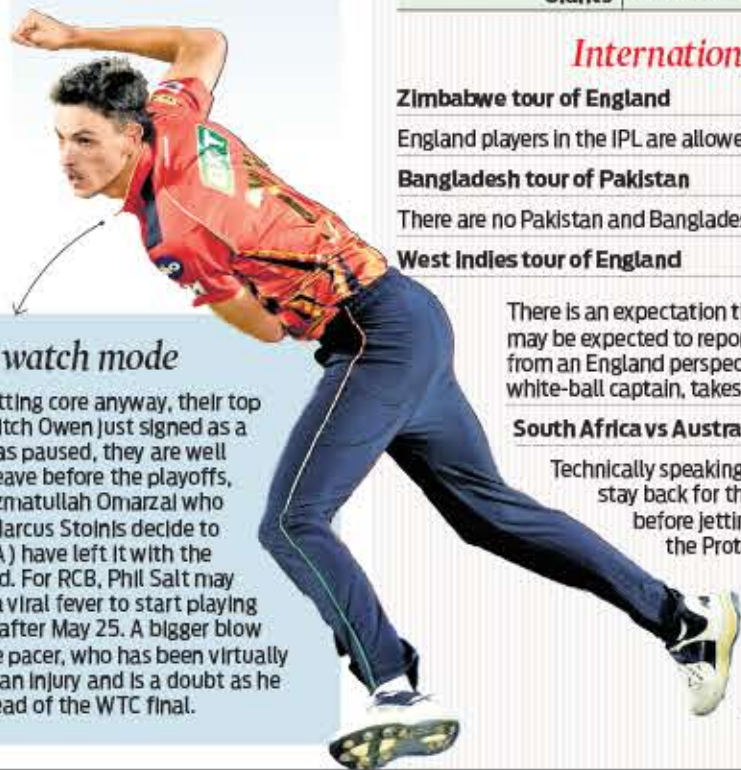 Giants
Internation
Zimbabwe tour of England
England players in the IPL are allowe
Bangladesh tour of Pakistan
There are no Pakistan and Banglades
West Indies tour of England
There is an expectation t
may be expected to repor
from an England perspec
white-ball captain, takes
South Africa vs Austra
Technically speaking
stay back for th
before jettin
the Prot
watch mode
tting core anyway, their top
itch Owen just signed as a
as paused, they are well
eave before the playoffs,
zmatullah Omarzai who
Marcus Stoinis decide to
A) have left it with the
d. For RCB, Phil Salt may
a viral fever to start playing
after May 25. A bigger blow
e pacer, who has been virtually
an injury and is a doubt as he
ead of the WTC final.